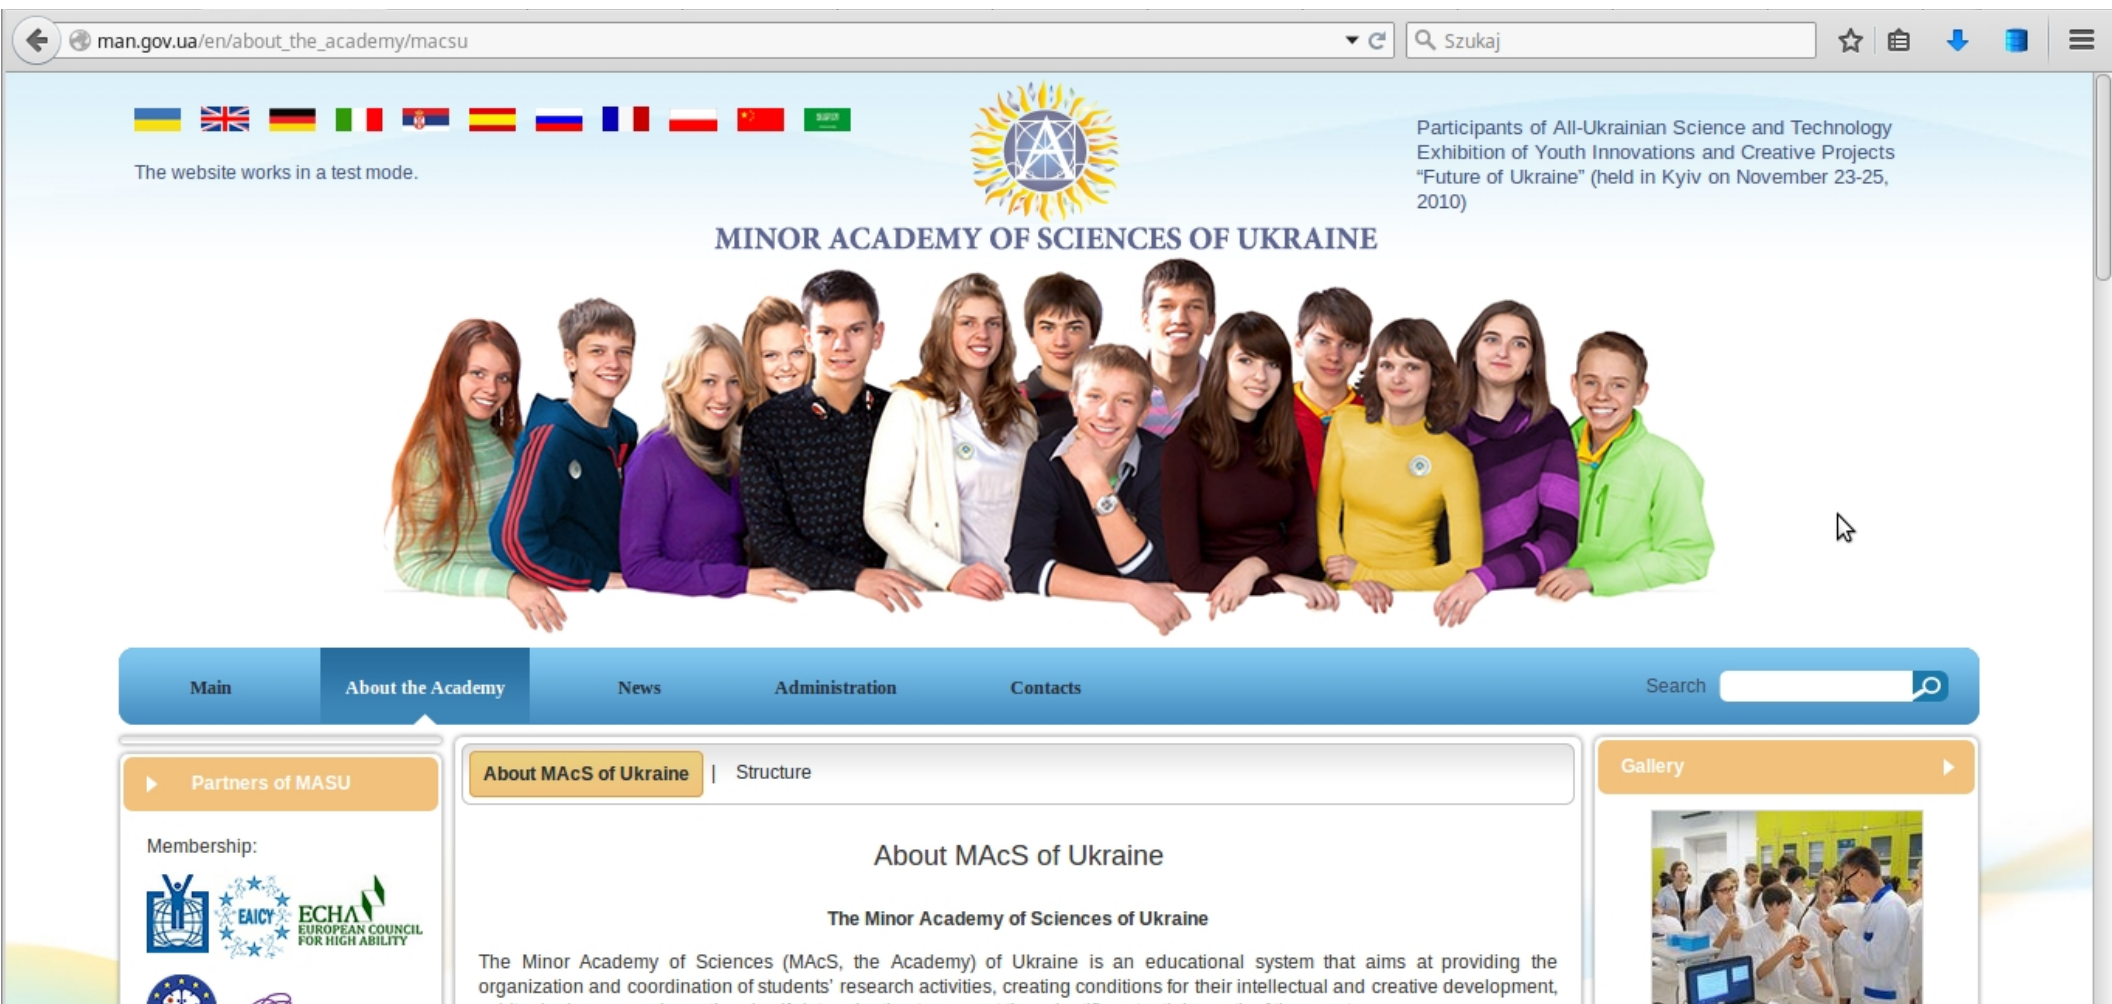 man.gov.ua/en/about_the_academy/macsu
Szukaj
The website works in a test mode.
Participants of All-Ukrainian Science and Technology
Exhibition of Youth Innovations and Creative Projects
“Future of Ukraine” (held in Kyiv on November 23-25,
2010)
MINOR ACADEMY OF SCIENCES OF UKRAINE
Main
About the Academy
News
Administration
Contacts
Search
Partners of MASU
Membership:
EAICY
ECHA
EUROPEAN COUNCIL
FOR HIGH ABILITY
About MAcS of Ukraine | Structure
About MAcS of Ukraine
The Minor Academy of Sciences of Ukraine
The Minor Academy of Sciences (MAcS, the Academy) of Ukraine is an educational system that aims at providing the
organization and coordination of students’ research activities, creating conditions for their intellectual and creative development,
Gallery